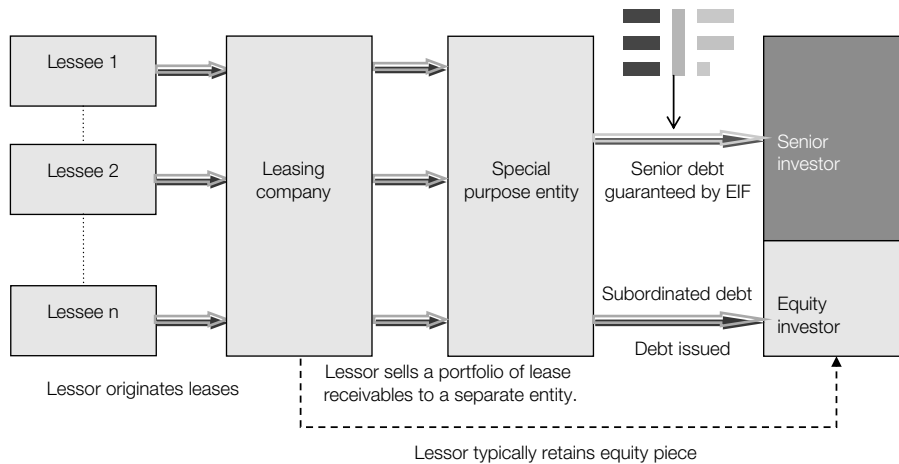 Lessee 1
Lessee 2
Lessee n
Lessor originates leases
Leasing
company
Lessor sells a portfolio of lease
receivables to a separate entity.
Special
purpose entity
Senior debt
guaranteed by EIF
Subordinated debt
Debt issued
Senior
investor
Equity
investor
Lessor typically retains equity piece